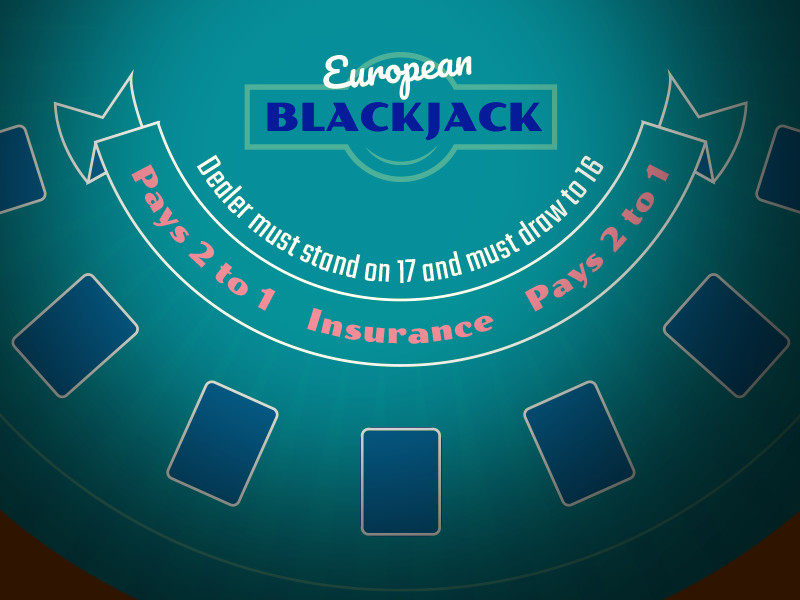 European
BLACKJACK
Dealer must stand on 17 and must draw to 16
Pays 2 to 1 Insurance Pays 2 to 1